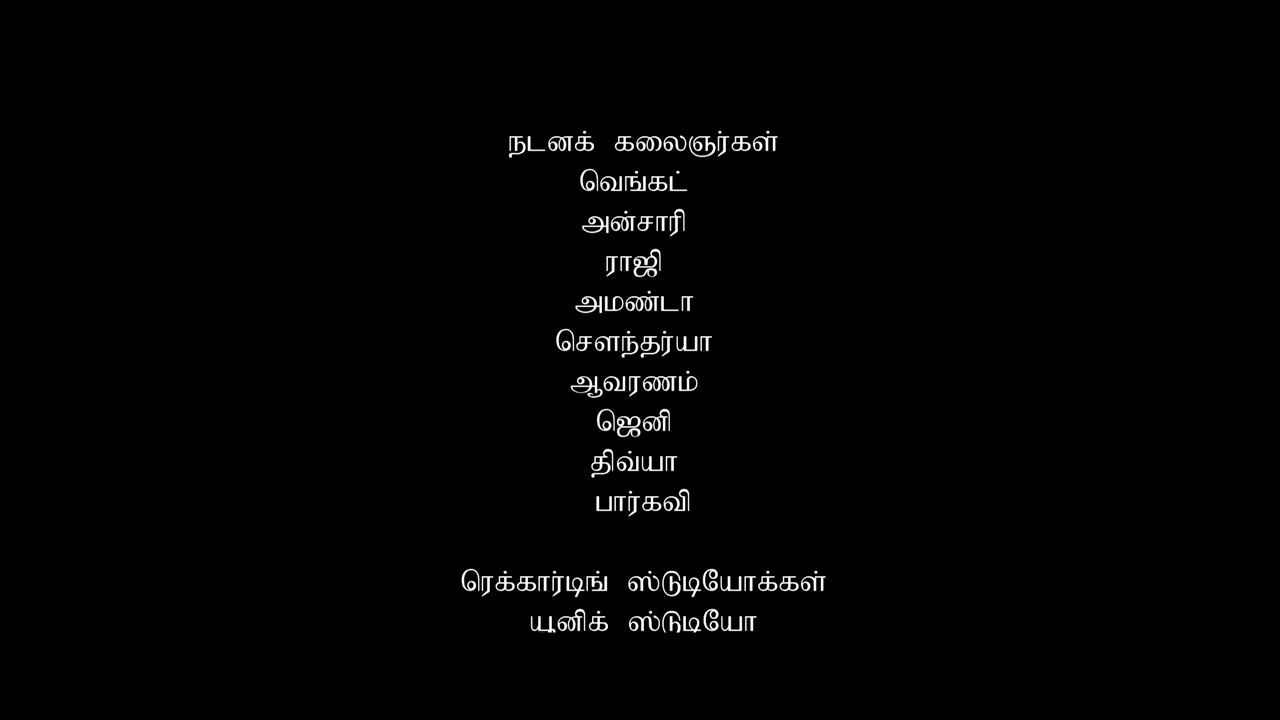 நடனக் கலைஞர்கள்
வெங்கட்
அன்சாரி
ராஜி
அமண்டா
சௌந்தர்யா
ஆவரணம்
ஜெனி
திவ்யா
பார்கவி
ரெக்கார்டிங் ஸ்டுடியோக்கள்
யூனிக் ஸ்டுடியோ